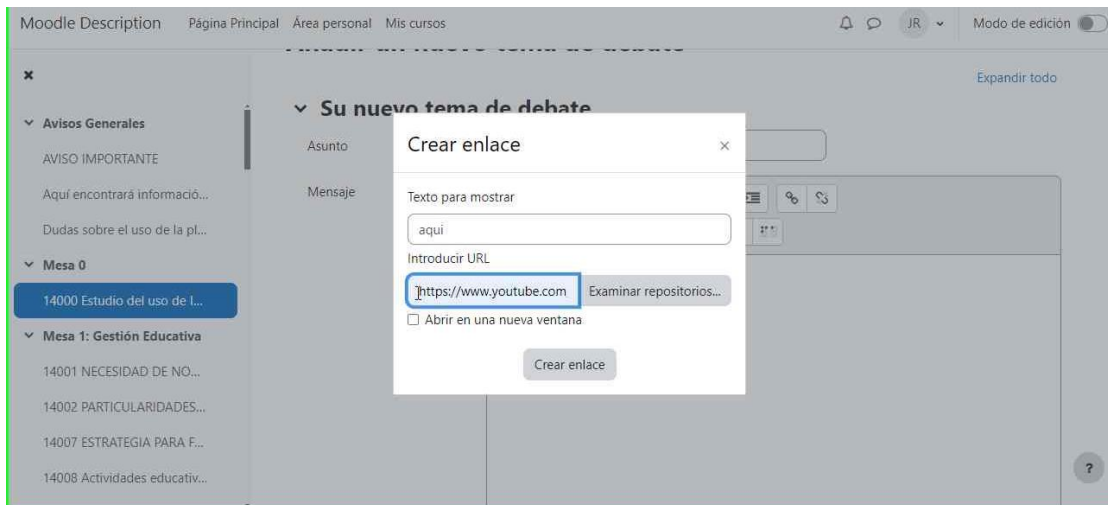 Moodle Description Página Principal Área personal Mis cursos JR Modo de edición
Expandir todo
Avisos Generales
AVISO IMPORTANTE
Aquí encontrará informació...
Dudas sobre el uso de la pl...
Mesa 0
14000 Estudio del uso de l...
Mesa 1: Gestión Educativa
14001 NECESIDAD DE NO...
14002 PARTICULARIDADES...
14007 ESTRATEGIA PARA F...
14008 Actividades educativ...
Su nuevo tema de debate
Asunto
Mensaje
Crear enlace ×
Texto para mostrar
aqui
Introducir URL
https://www.youtube.com Examinar repositorios...
Abrir en una nueva ventana
Crear enlace
?